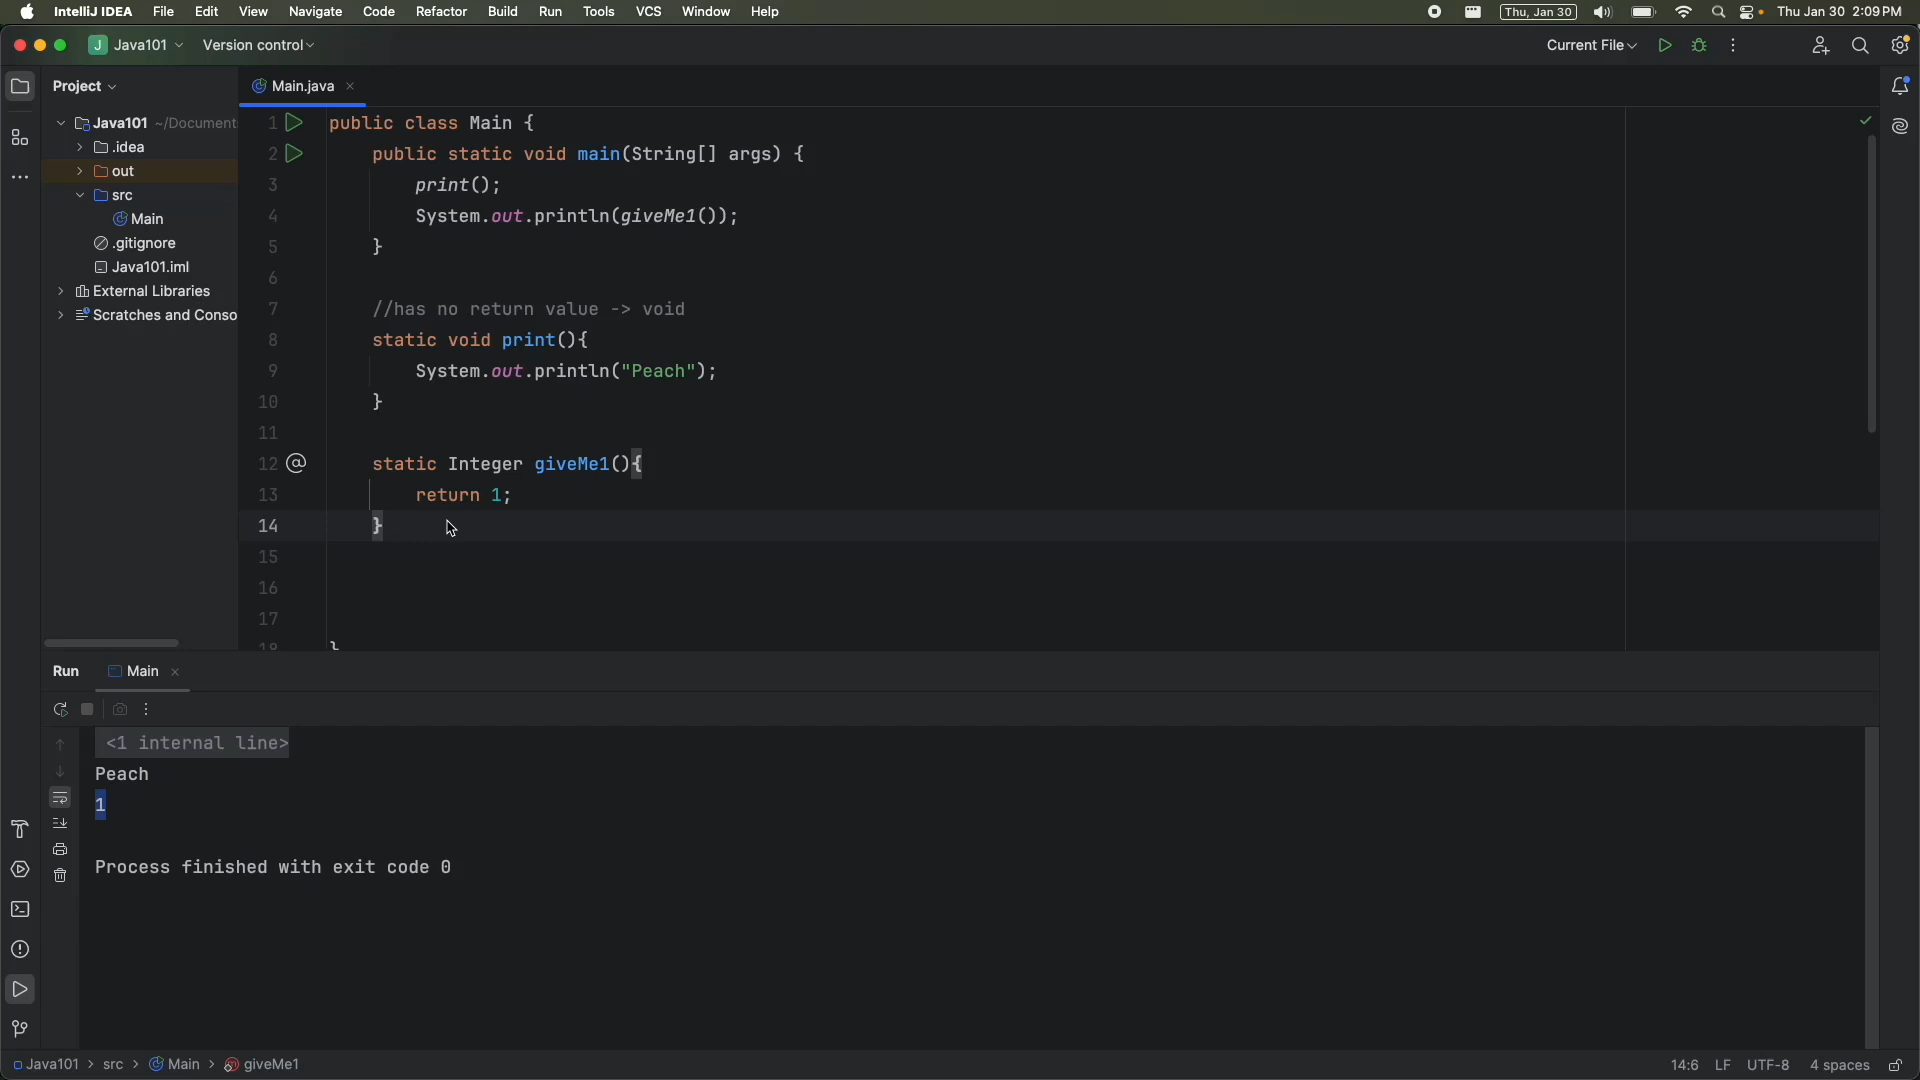 IntelliJ IDEA File Edit View Navigate Code Refactor Build Run Tools VCS Window Help Thu, Jan 30 Thu Jan 30 2:09 PM
J Java101 Version control Current File
Project
Main.java
Java101 ~/Document
.idea
out
src
Main
.gitignore
Java101.iml
External Libraries
Scratches and Conso
1 public class Main {
2 public static void main(String[] args) {
3 print();
4 System.out.println(giveMe1());
5 }
6
7 //has no return value -> void
8 static void print(){
9 System.out.println("Peach");
10 }
11
12 @ static Integer giveMe1(){
13 return 1;
14 }
15
16
17
18 }
Run Main
<1 internal line>
Peach
1
Process finished with exit code 0
Java101 > src > Main > giveMe1 14:6 LF UTF-8 4 spaces